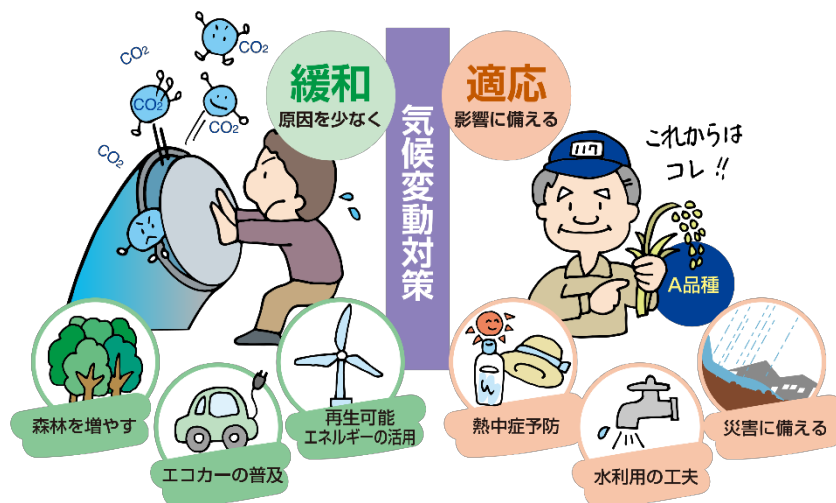 CO2
CO2
CO2
CO2
CO2
緩和
原因を少なく
気候変動対策
適応
影響に備える
これからは
コレ!!
A品種
森林を増やす
エコカーの普及
再生可能
エネルギーの活用
熱中症予防
水利用の工夫
災害に備える